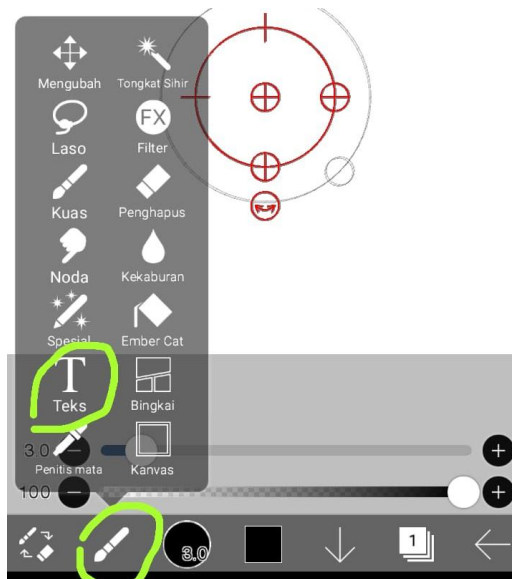 Mengubah Tongkat Sihir
FX
Laso Filter
Kuas Penghapus
Noda Kekaburan
Spesial Ember Cat
T
Teks Bingkai
3.0
Penitis mata Kanvas
100
3.0 1